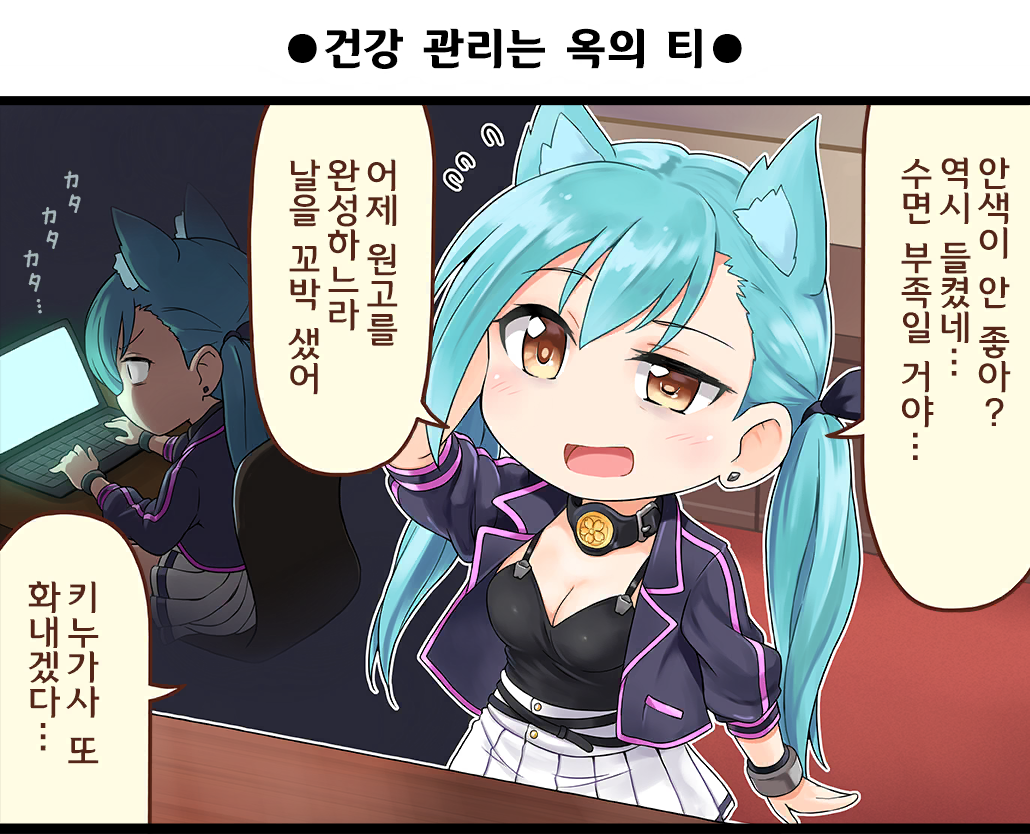 ●건강 관리는 옥의 티●
안색이 안 좋아?
역시 들켰네…
수면 부족일 거야…
어제 원고를
완성하느라
날을 꼬박 샜어
カタ
カタ
カタ…
키누가사 또
화내겠다…